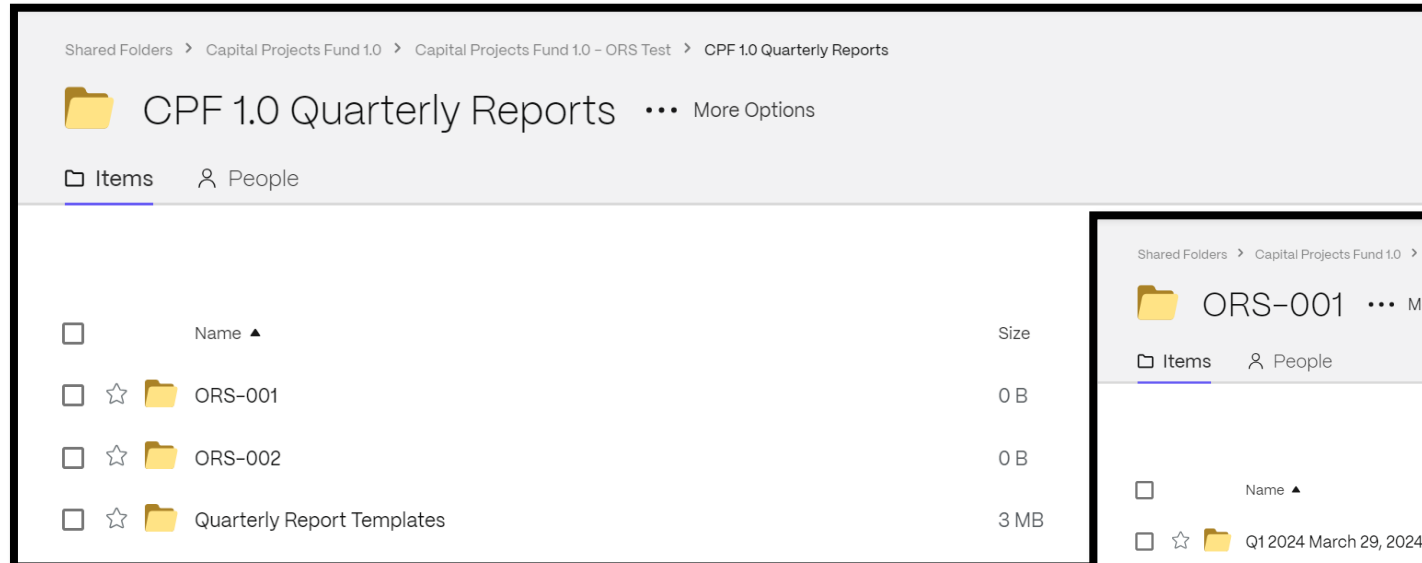 Shared Folders > Capital Projects Fund 1.0 > Capital Projects Fund 1.0 - ORS Test > CPF 1.0 Quarterly Reports
CPF 1.0 Quarterly Reports ••• More Options
Items People
Name ▲ Size
ORS-001 0 B
ORS-002 0 B
Quarterly Report Templates 3 MB
Shared Folders > Capital Projects Fund 1.0 >
ORS-001 •••
Items People
Name ▲
Q1 2024 March 29, 2024